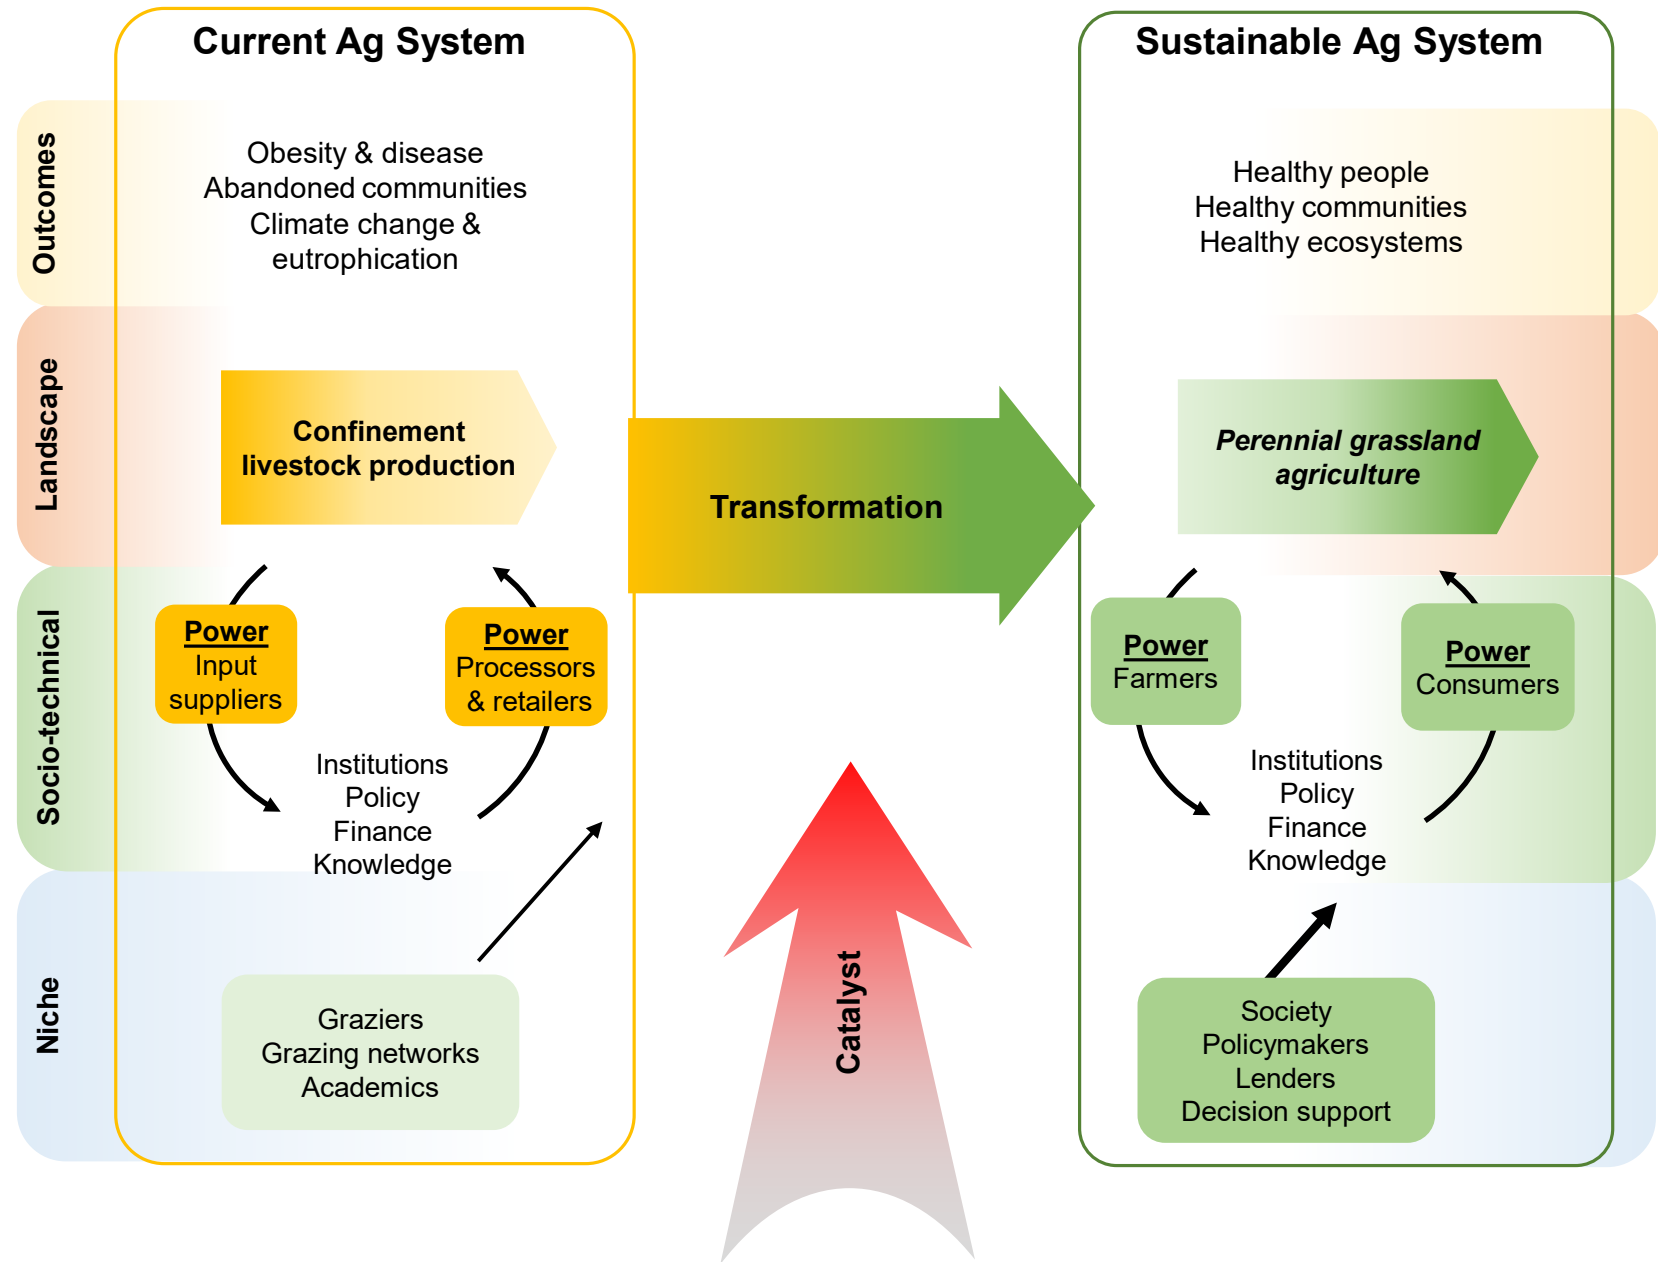 Current Ag System
Outcomes
Obesity & disease
Abandoned communities
Climate change &
eutrophication
Landscape
Confinement
livestock production
Socio-technical
Power
Input
suppliers
Power
Processors
& retailers
Institutions
Policy
Finance
Knowledge
Niche
Graziers
Grazing networks
Academics
Transformation
Catalyst
Sustainable Ag System
Healthy people
Healthy communities
Healthy ecosystems
Perennial grassland
agriculture
Power
Farmers
Power
Consumers
Institutions
Policy
Finance
Knowledge
Society
Policymakers
Lenders
Decision support